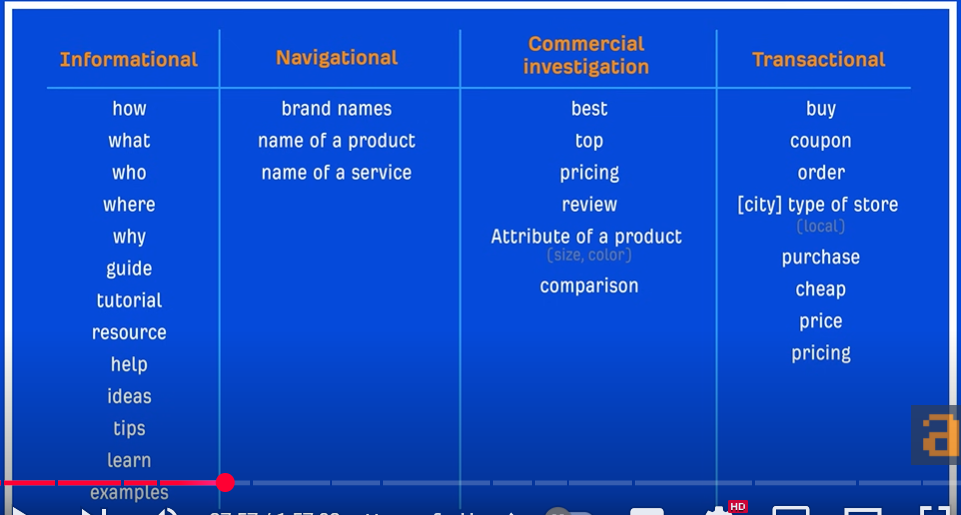 Informational
how
what
who
where
why
guide
tutorial
resource
help
ideas
tips
learn
examples
Navigational
brand names
name of a product
name of a service
Commercial
investigation
best
top
pricing
review
Attribute of a product
(size, color)
comparison
Transactional
buy
coupon
order
[city] type of store
(local)
purchase
cheap
price
pricing
a
HD